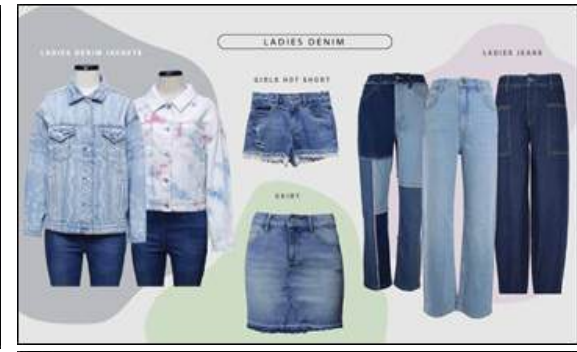 LADIES DENIM
LADIES DENIM JACKETS
GIRLS HOT SHORT
LADIES JEANS
SKIRT